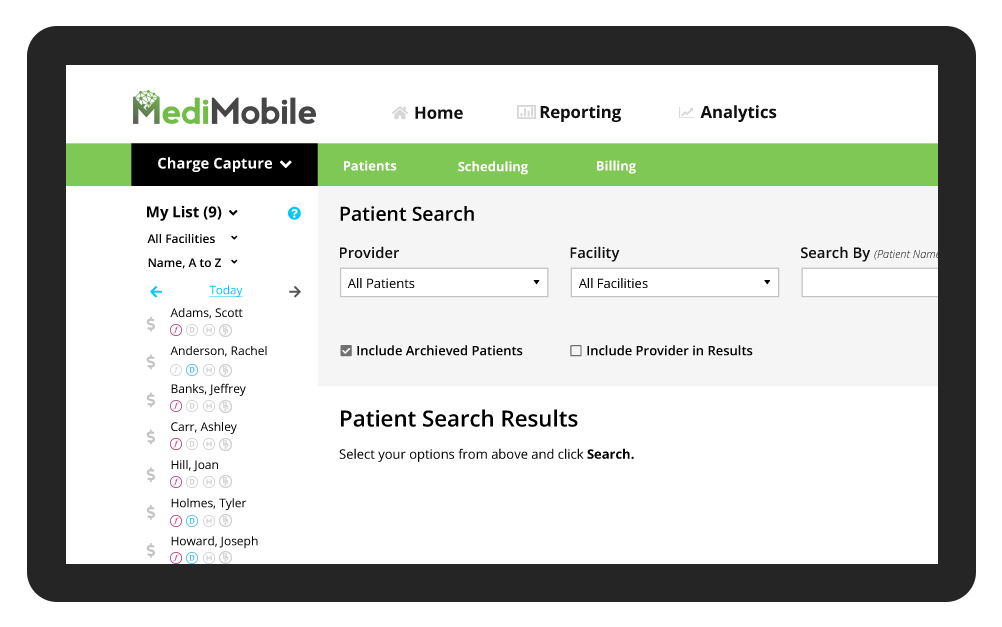 MediMobile
Home
Reporting
Analytics
Charge Capture
Patients
Scheduling
Billing
My List (9)
?
All Facilities
Name, A to Z
Today
$ Adams, Scott
D
$ Anderson, Rachel
D
$ Banks, Jeffrey
D
$ Carr, Ashley
D
$ Hill, Joan
D
$ Holmes, Tyler
D
$ Howard, Joseph
D
Patient Search
Provider
All Patients
Facility
All Facilities
Search By (Patient Name
Include Archieved Patients
Include Provider in Results
Patient Search Results
Select your options from above and click Search.